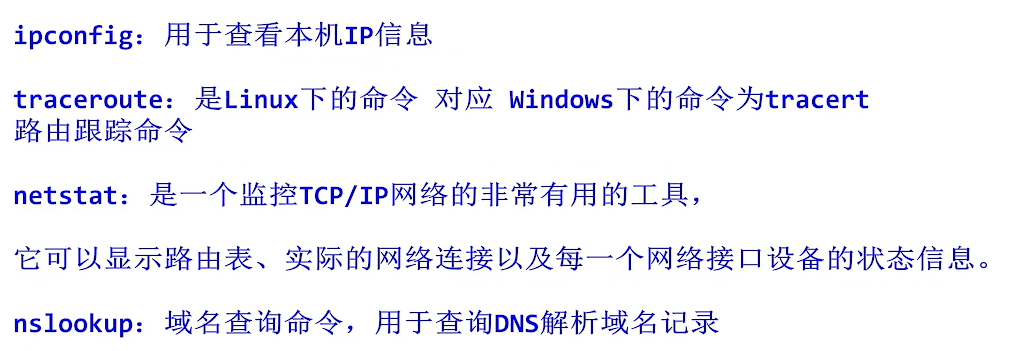 ipconfig: 用于查看本机IP信息
traceroute: 是Linux下的命令 对应 Windows下的命令为tracert
路由跟踪命令
netstat: 是一个监控TCP/IP网络的非常有用的工具，
它可以显示路由表、实际的网络连接以及每一个网络接口设备的状态信息。
nslookup: 域名查询命令，用于查询DNS解析域名记录